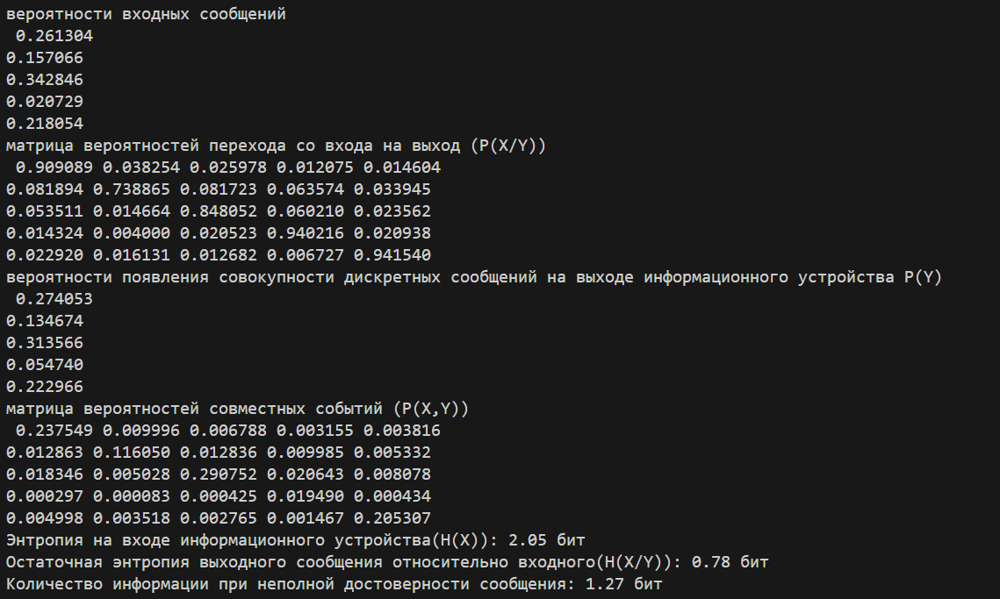 вероятности входных сообщений
0.261304
0.157066
0.342846
0.020729
0.218054
матрица вероятностей перехода со входа на выход (P(X/Y))
0.909089 0.038254 0.025978 0.012075 0.014604
0.081894 0.738865 0.081723 0.063574 0.033945
0.053511 0.014664 0.848052 0.060210 0.023562
0.014324 0.004000 0.020523 0.940216 0.020938
0.022920 0.016131 0.012682 0.006727 0.941540
вероятности появления совокупности дискретных сообщений на выходе информационного устройства P(Y)
0.274053
0.134674
0.313566
0.054740
0.222966
матрица вероятностей совместных событий (P(X,Y))
0.237549 0.009996 0.006788 0.003155 0.003816
0.012863 0.116050 0.012836 0.009985 0.005332
0.018346 0.005028 0.290752 0.020643 0.008078
0.000297 0.000083 0.000425 0.019490 0.000434
0.004998 0.003518 0.002765 0.001467 0.205307
Энтропия на входе информационного устройства(H(X)): 2.05 бит
Остаточная энтропия выходного сообщения относительно входного(H(X/Y)): 0.78 бит
Количество информации при неполной достоверности сообщения: 1.27 бит